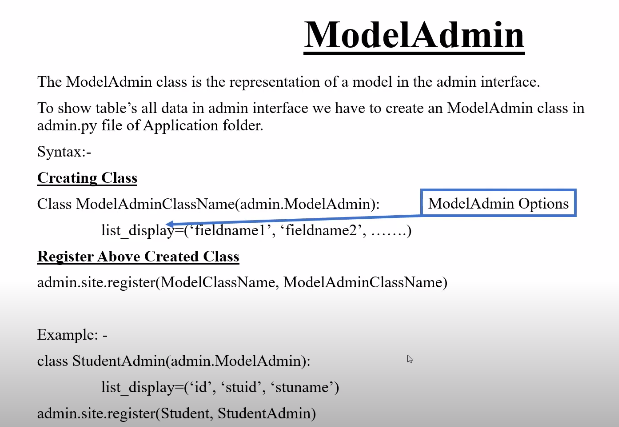 ModelAdmin
The ModelAdmin class is the representation of a model in the admin interface.
To show table’s all data in admin interface we have to create an ModelAdmin class in
admin.py file of Application folder.
Syntax:-
Creating Class
Class ModelAdminClassName(admin.ModelAdmin):
ModelAdmin Options
list_display=(‘fieldname1’, ‘fieldname2’, …….)
Register Above Created Class
admin.site.register(ModelClassName, ModelAdminClassName)
Example: -
class StudentAdmin(admin.ModelAdmin):
list_display=(‘id’, ‘stuid’, ‘stuname’)
admin.site.register(Student, StudentAdmin)